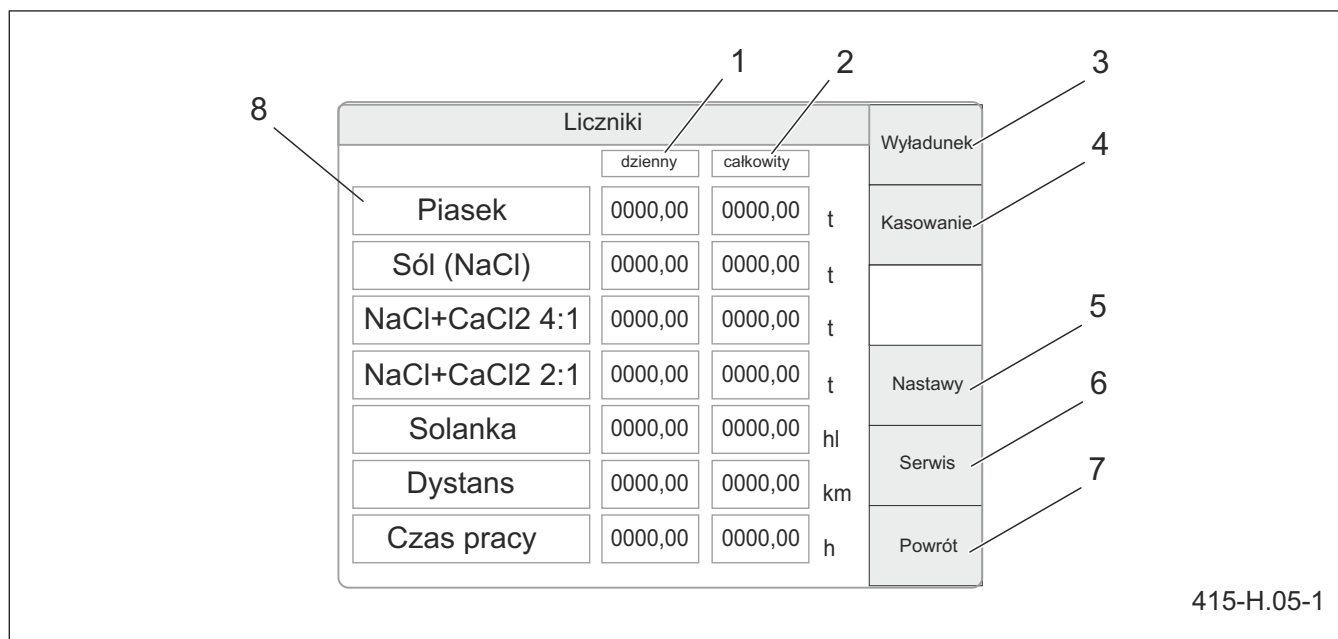 1 2 3
8 Liczniki Wyładunek 4
dzienny całkowity
Piasek 0000,00 0000,00 t Kasowanie
Sól (NaCl) 0000,00 0000,00 t
NaCl+CaCl2 4:1 0000,00 0000,00 t 5
NaCl+CaCl2 2:1 0000,00 0000,00 t Nastawy
6
Solanka 0000,00 0000,00 hl Serwis
Dystans 0000,00 0000,00 km 7
Czas pracy 0000,00 0000,00 h Powrót
415-H.05-1